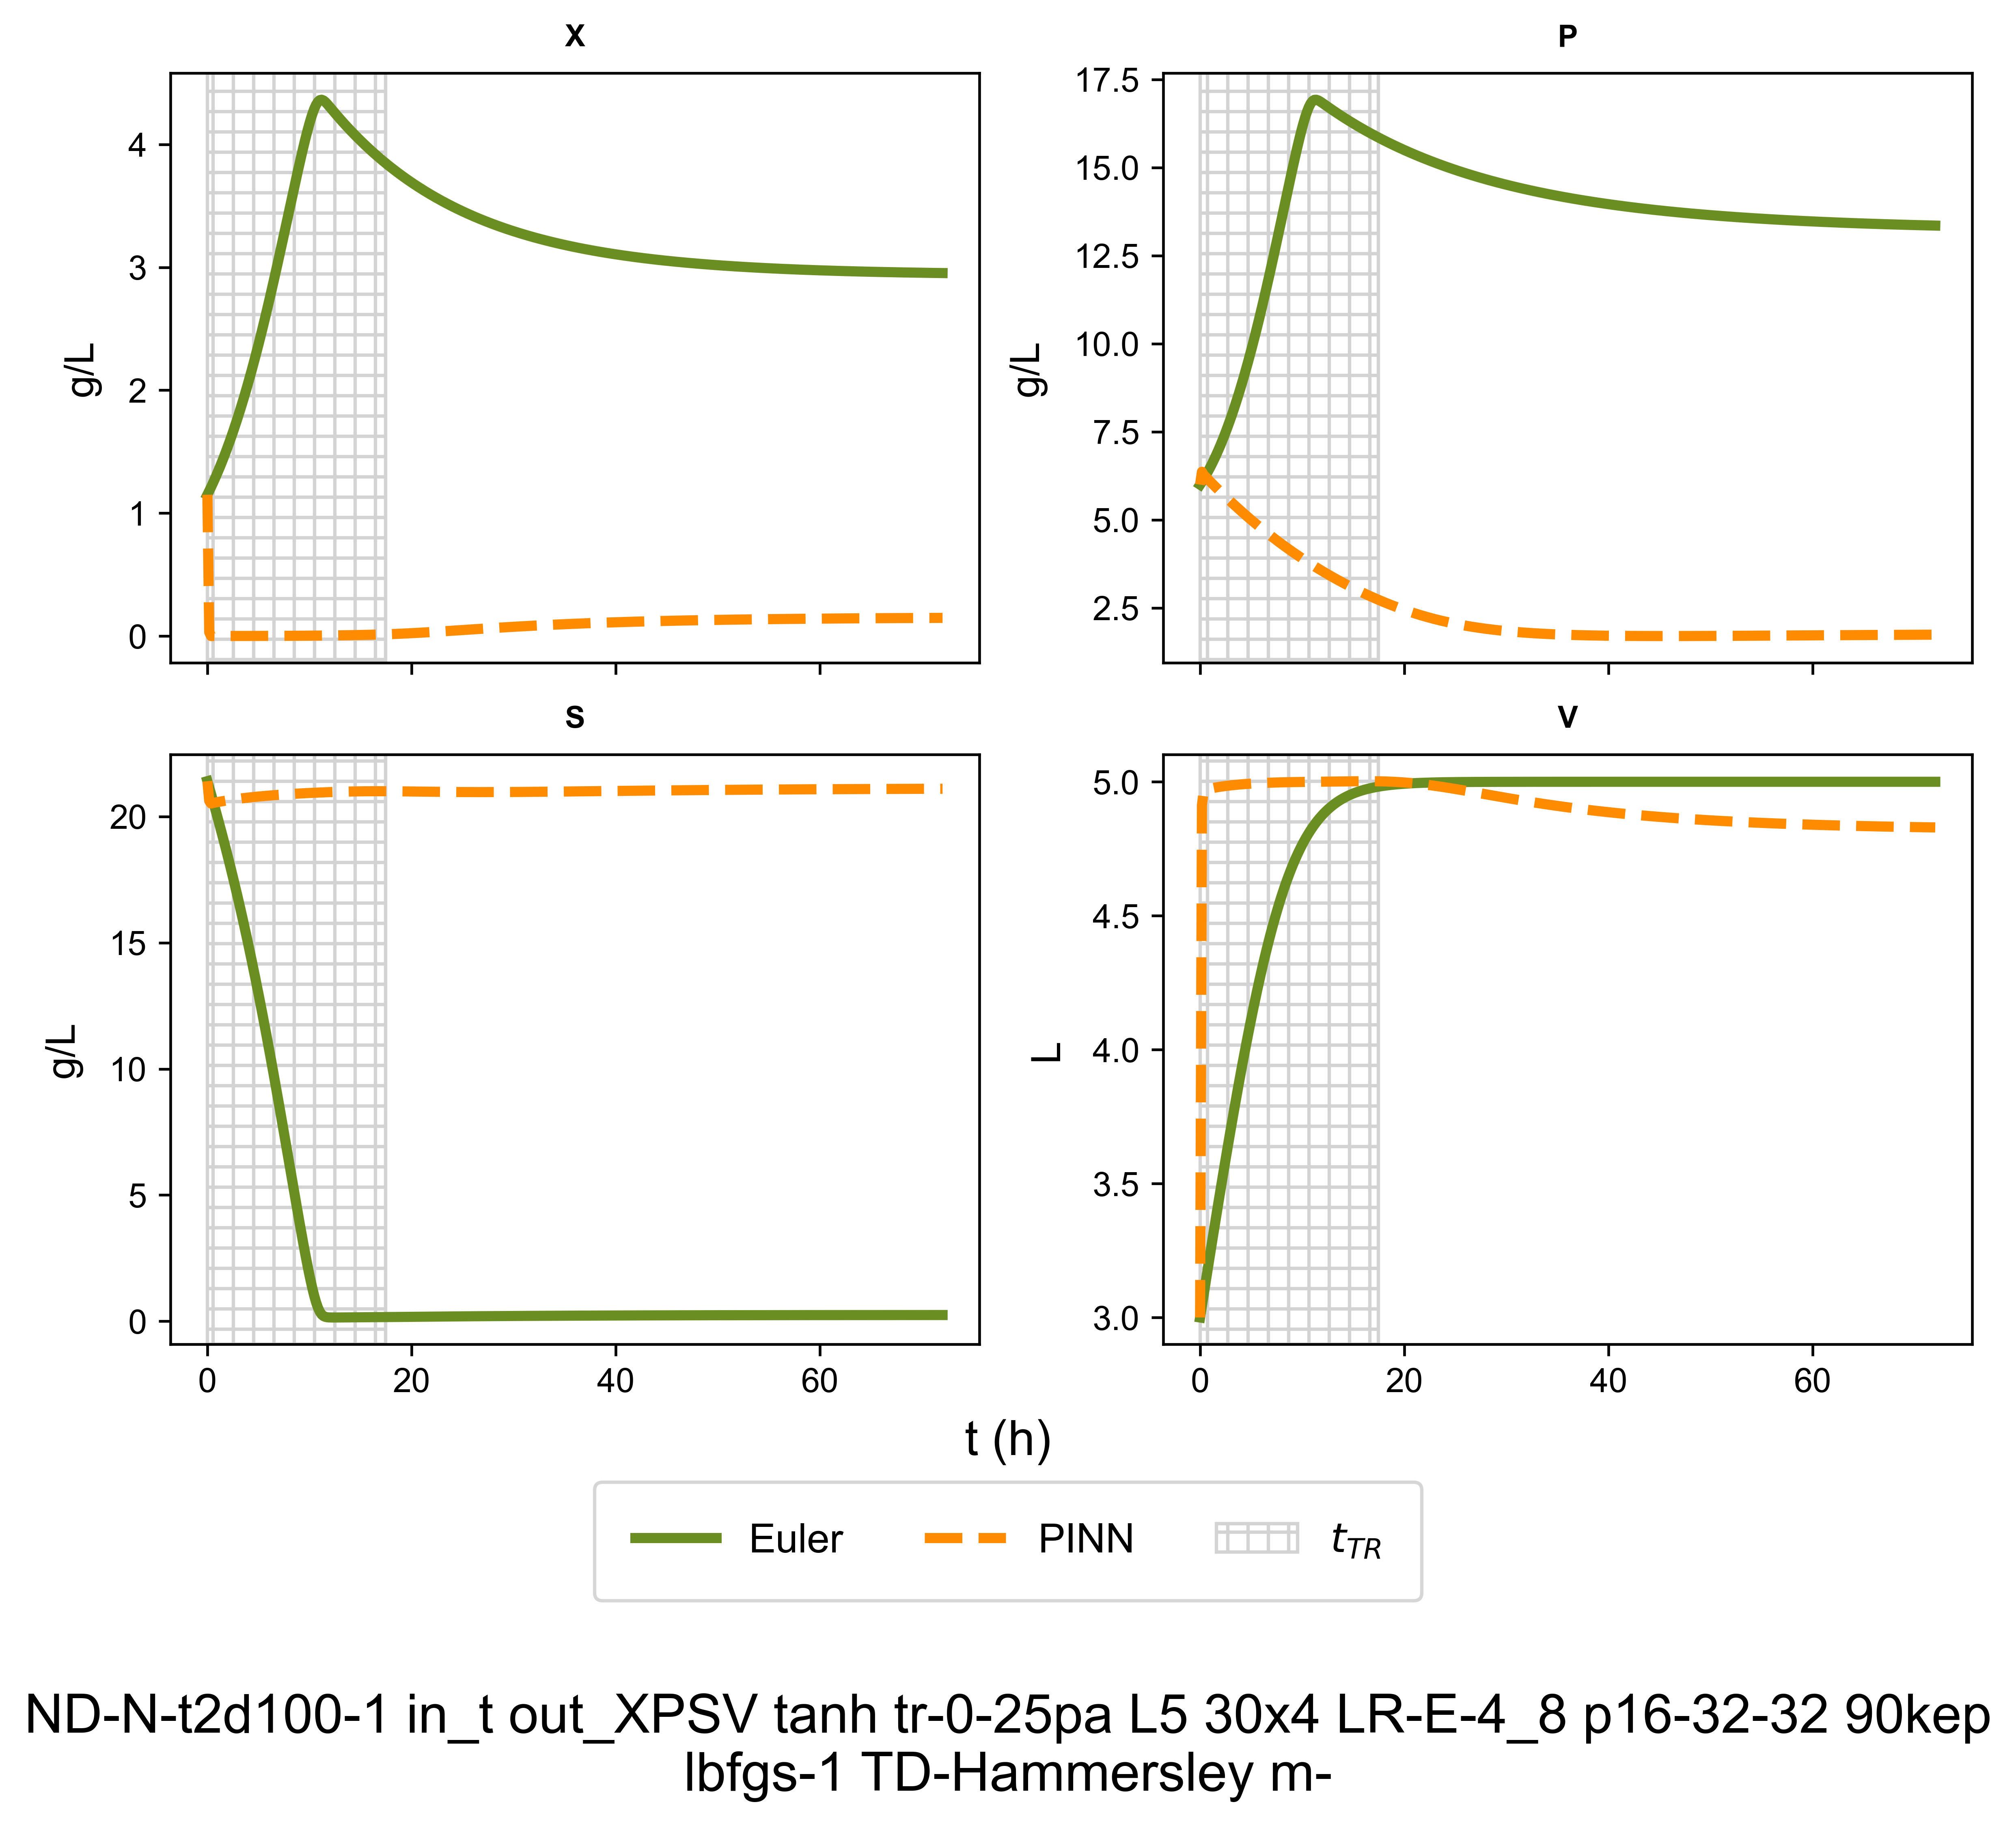 X
P
4
3
2
1
0
g/L
17.5
15.0
12.5
10.0
7.5
5.0
2.5
g/L
S
V
20
15
10
5
0
g/L
0
20
40
60
5.0
4.5
4.0
3.5
3.0
L
0
20
40
60
t (h)
Euler
PINN
t_TR
ND-N-t2d100-1 in_t out_XPSV tanh tr-0-25pa L5 30x4 LR-E-4_8 p16-32-32 90kep
lbfgs-1 TD-Hammersley m-